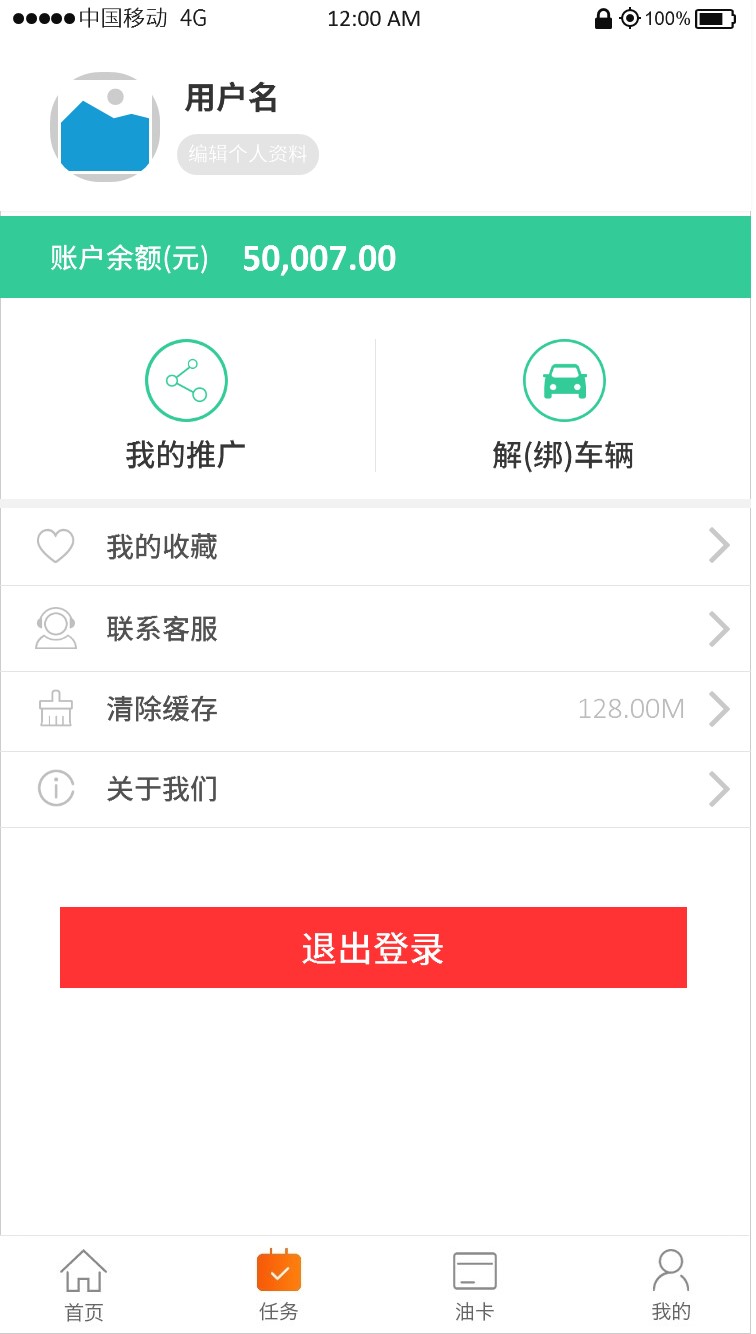 中国移动 4G 12:00 AM 100%
用户名
编辑个人资料
账户余额(元) 50,007.00
我的推广 解(绑)车辆
我的收藏
联系客服
清除缓存 128.00M
关于我们
退出登录
首页 任务 油卡 我的